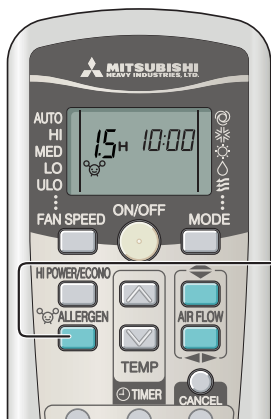 MITSUBISHI
HEAVY INDUSTRIES, LTD.
AUTO
HI
MED
LO
ULO
1.5H 10:00
FAN SPEED
ON/OFF
MODE
HI POWER/ECONO
ALLERGEN
AIR FLOW
TEMP
TIMER
CANCEL